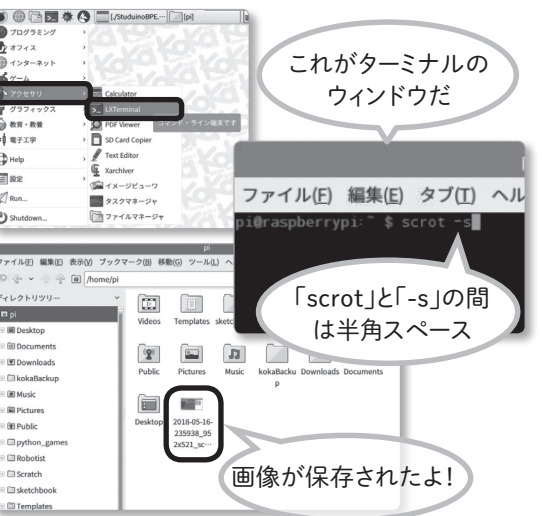 [./StuduinoBPE.…
[pi]
プログラミング
オフィス
インターネット
ゲーム
アクセサリ
グラフィックス
教育・教養
電子工学
Help
設定
Run...
Shutdown...
Calculator
LXTerminal
PDF Viewer
コマンド・ライン端末です
SD Card Copier
Text Editor
Xarchiver
イメージビューワ
タスクマネージャ
ファイルマネージャ
これがターミナルの
ウィンドウだ
ファイル(F) 編集(E) タブ(T) ヘル
pi@raspberrypi:~ $ scrot -s
「scrot」と「-s」の間
は半角スペース
pi
ファイル(F) 編集(E) 表示(V) ブックマーク(B) 移動(G) ツール(L) ヘ
/home/pi
ディレクトリツリー
pi
Desktop
Documents
Downloads
kokaBackup
Music
Pictures
Public
python_games
Robotist
Scratch
sketchbook
Templates
Videos
Templates
sketc
Public
Pictures
Music
kokaBacku
p
Downloads
Documents
Desktop
2018-05-16-
235938_95
2x521_sc…
画像が保存されたよ!